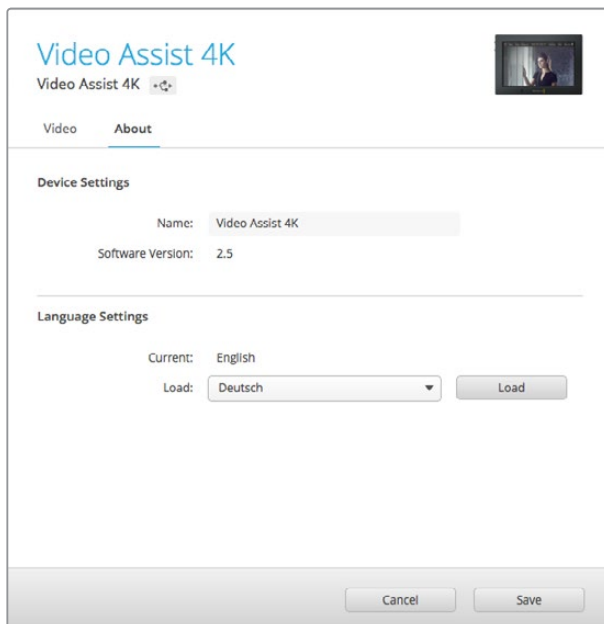 Video Assist 4K
Video Assist 4K
Video About
Device Settings
Name: Video Assist 4K
Software Version: 2.5
Language Settings
Current: English
Load: Deutsch Load
Cancel Save